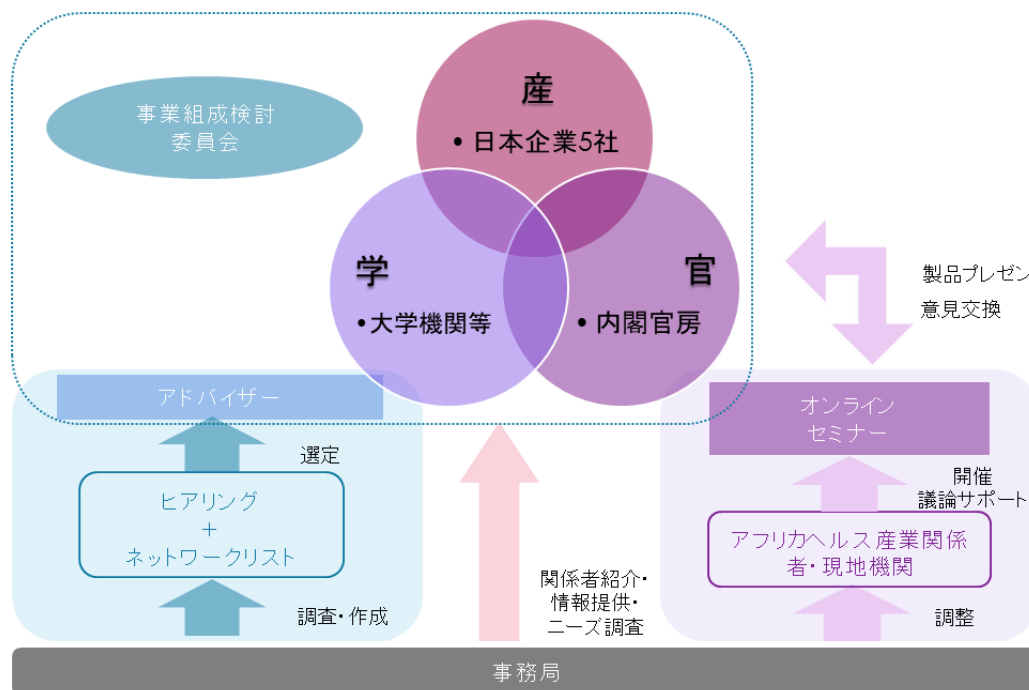 産
事業組成検討
委員会
• 日本企業5社
学
官
• 大学機関等
• 内閣官房
製品プレゼン
意見交換
アドバイザー
オンライン
セミナー
選定
開催
議論サポート
ヒアリング
+
ネットワークリスト
アフリカヘルス産業関係
者・現地機関
関係者紹介・
情報提供・
ニーズ調査
調査・作成
調整
事務局